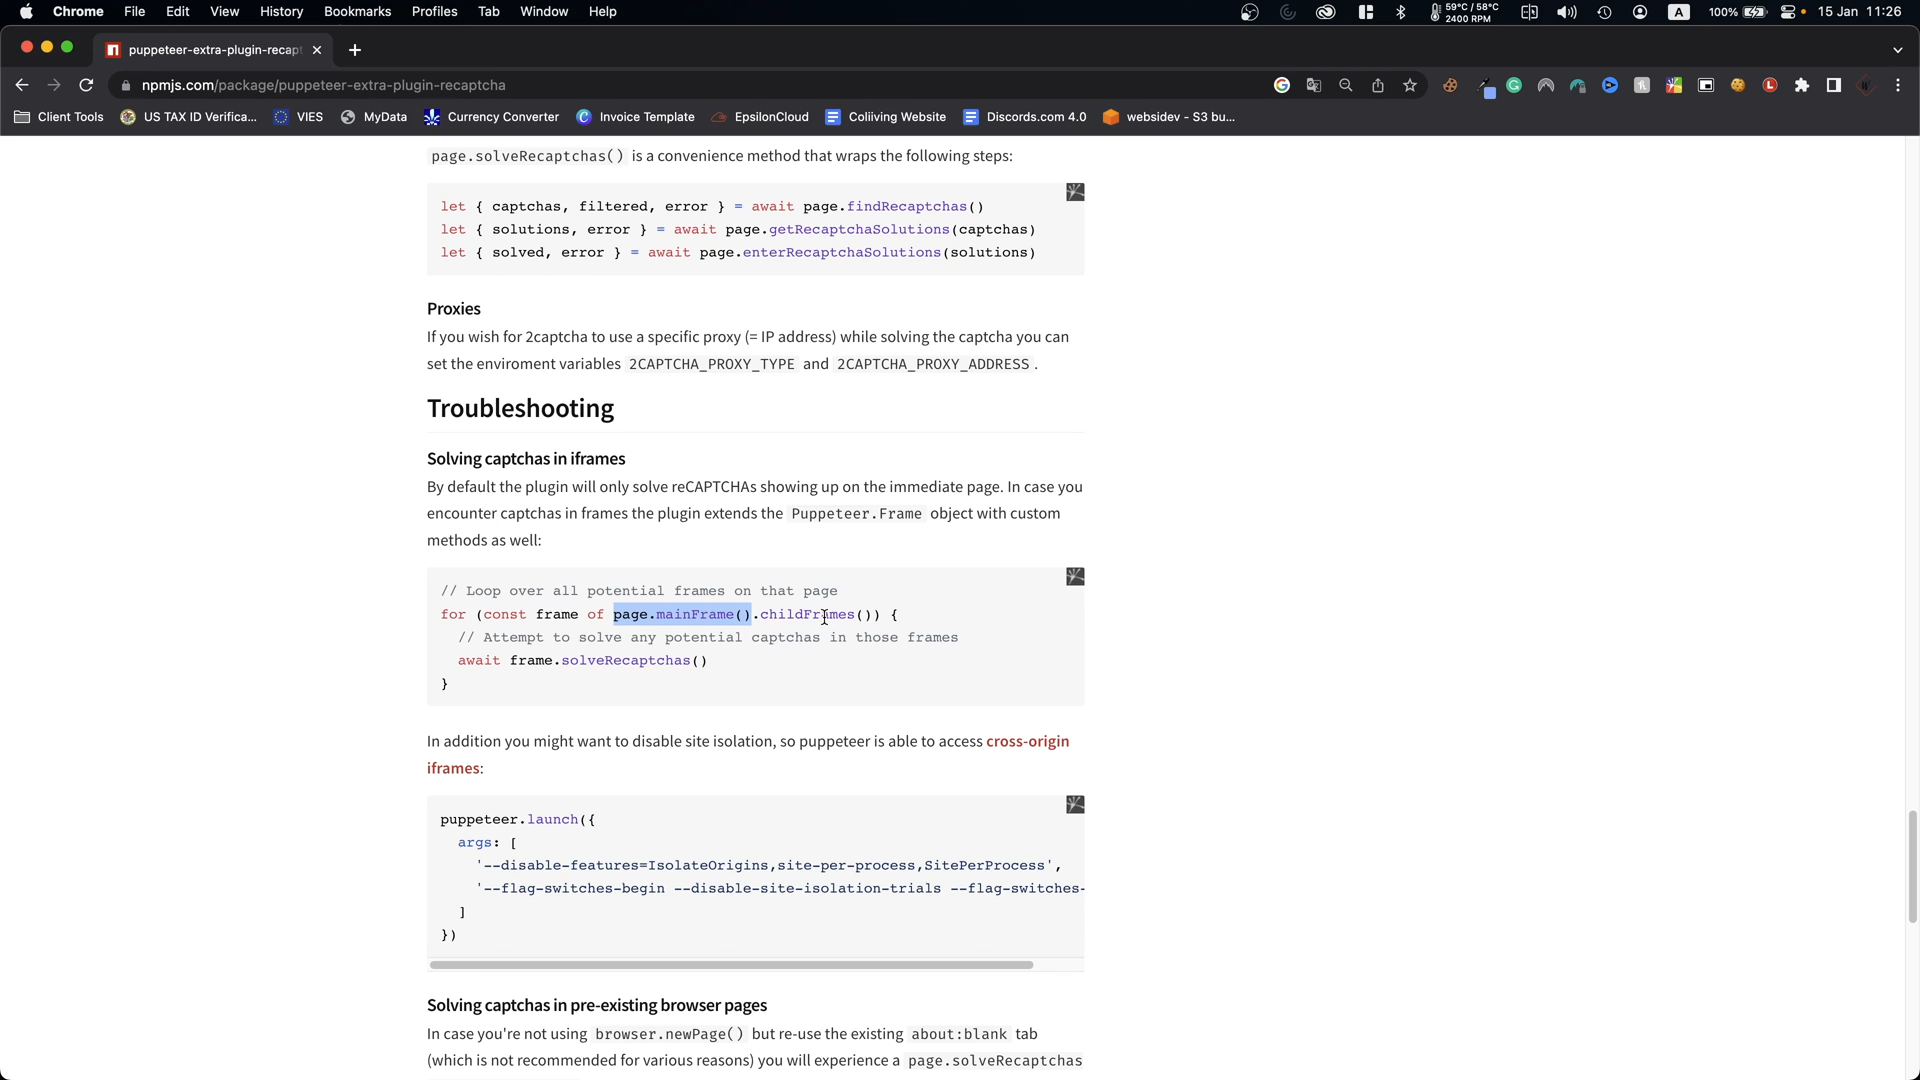 Chrome File Edit View History Bookmarks Profiles Tab Window Help
59°C / 58°C
2400 RPM
A
100%
15 Jan 11:26
puppeteer-extra-plugin-recapt
npmjs.com/package/puppeteer-extra-plugin-recaptcha
Client Tools US TAX ID Verifica... VIES MyData Currency Converter Invoice Template EpsilonCloud Coliiving Website Discords.com 4.0 websidev - S3 bu...
page.solveRecaptchas() is a convenience method that wraps the following steps:
let { captchas, filtered, error } = await page.findRecaptchas()
let { solutions, error } = await page.getRecaptchaSolutions(captchas)
let { solved, error } = await page.enterRecaptchaSolutions(solutions)
Proxies
If you wish for 2captcha to use a specific proxy (= IP address) while solving the captcha you can
set the enviroment variables 2CAPTCHA_PROXY_TYPE and 2CAPTCHA_PROXY_ADDRESS .
Troubleshooting
Solving captchas in iframes
By default the plugin will only solve reCAPTCHAs showing up on the immediate page. In case you
encounter captchas in frames the plugin extends the Puppeteer.Frame object with custom
methods as well:
// Loop over all potential frames on that page
for (const frame of page.mainFrame().childFrames()) {
// Attempt to solve any potential captchas in those frames
await frame.solveRecaptchas()
}
In addition you might want to disable site isolation, so puppeteer is able to access cross-origin
iframes:
puppeteer.launch({
args: [
'--disable-features=IsolateOrigins,site-per-process,SitePerProcess',
'--flag-switches-begin --disable-site-isolation-trials --flag-switches-
]
})
Solving captchas in pre-existing browser pages
In case you're not using browser.newPage() but re-use the existing about:blank tab
(which is not recommended for various reasons) you will experience a page.solveRecaptchas